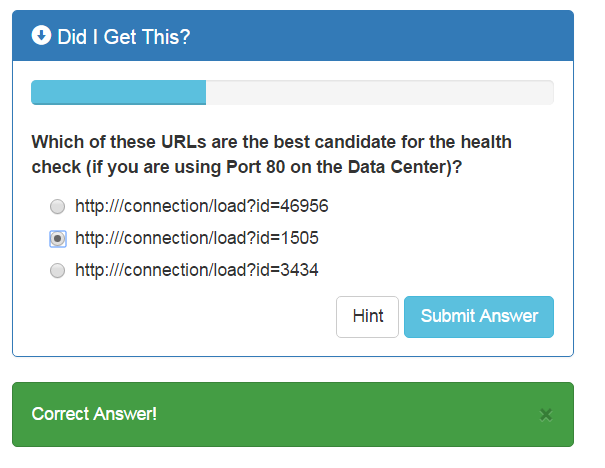 Did I Get This?
Which of these URLs are the best candidate for the health
check (if you are using Port 80 on the Data Center)?
http:///connection/load?id=46956
http:///connection/load?id=1505
http:///connection/load?id=3434
Hint
Submit Answer
Correct Answer!
×